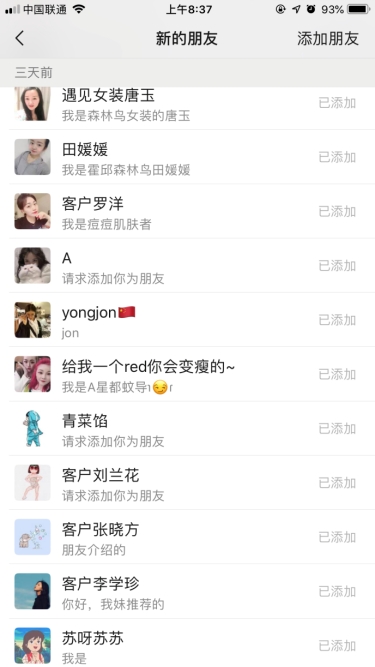 中国联通
上午8:37
93%
新的朋友
添加朋友
三天前
遇见女装唐玉
我是森林鸟女装的唐玉
已添加
田媛媛
我是霍邱森林鸟田媛媛
已添加
客户罗洋
我是痘痘肌肤者
已添加
A
请求添加你为朋友
已添加
yongjon🇨🇳
jon
已添加
给我一个red你会变瘦的~
我是A星都蚊导
已添加
青菜馅
请求添加你为朋友
已添加
客户刘兰花
请求添加你为朋友
已添加
客户张晓方
朋友介绍的
已添加
客户李学珍
你好，我妹推荐的
已添加
苏呀苏苏
我是
已添加